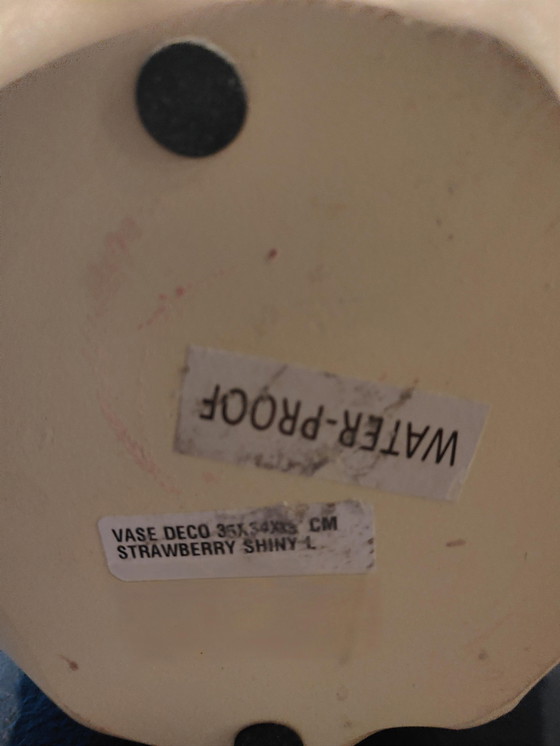 WATER-PROOF
VASE DECO CM
STRAWBERRY SHINY L